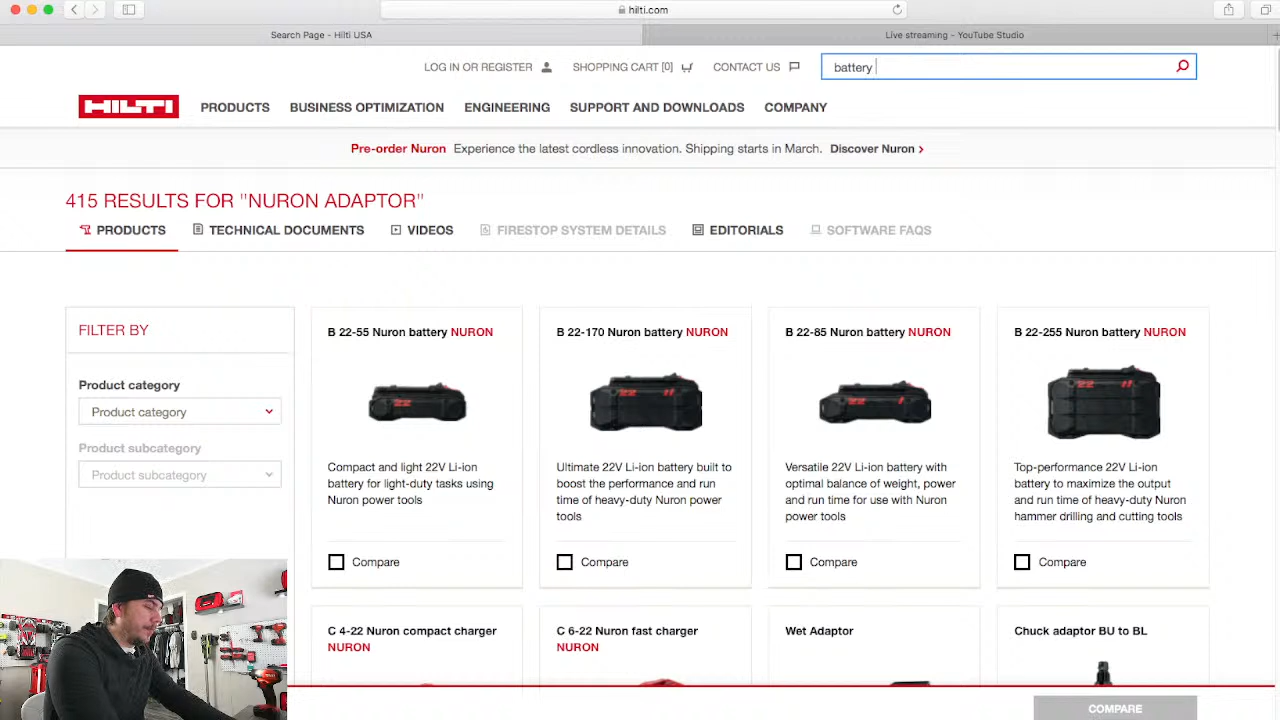 hilti.com
Search Page - Hilti USA
Live streaming - YouTube Studio
LOG IN OR REGISTER
SHOPPING CART [0]
CONTACT US
battery
HILTI
PRODUCTS
BUSINESS OPTIMIZATION
ENGINEERING
SUPPORT AND DOWNLOADS
COMPANY
Pre-order Nuron Experience the latest cordless innovation. Shipping starts in March. Discover Nuron >
415 RESULTS FOR "NURON ADAPTOR"
PRODUCTS
TECHNICAL DOCUMENTS
VIDEOS
FIRESTOP SYSTEM DETAILS
EDITORIALS
SOFTWARE FAQS
FILTER BY
Product category
Product category
Product subcategory
Product subcategory
B 22-55 Nuron battery NURON
22
Compact and light 22V Li-ion
battery for light-duty tasks using
Nuron power tools
Compare
B 22-170 Nuron battery NURON
22
Ultimate 22V Li-ion battery built to
boost the performance and run
time of heavy-duty Nuron power
tools
Compare
B 22-85 Nuron battery NURON
22
Versatile 22V Li-ion battery with
optimal balance of weight, power
and run time for use with Nuron
power tools
Compare
B 22-255 Nuron battery NURON
22
Top-performance 22V Li-ion
battery to maximize the output
and run time of heavy-duty Nuron
hammer drilling and cutting tools
Compare
C 4-22 Nuron compact charger
NURON
C 6-22 Nuron fast charger
NURON
Wet Adaptor
Chuck adaptor BU to BL
COMPARE